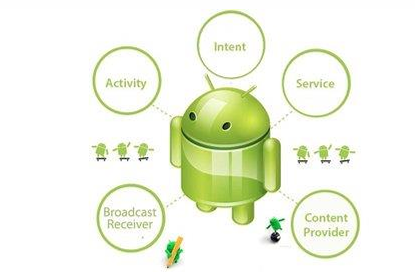 Intent
Activity
Service
Broadcast
Receiver
Content
Provider